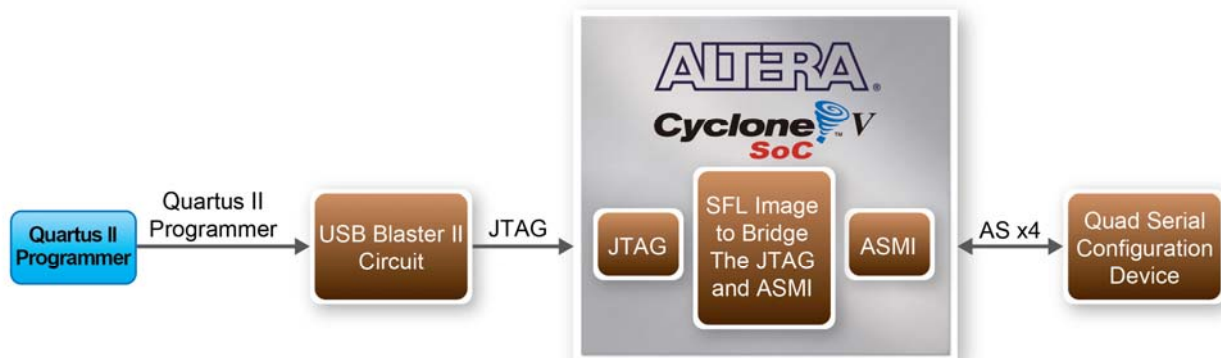 ALTERA®
Cyclone™ V
SoC
Quartus II
Programmer
Quartus II
Programmer
USB Blaster II
Circuit
JTAG
JTAG
SFL Image
to Bridge
The JTAG
and ASMI
ASMI
AS x4
Quad Serial
Configuration
Device